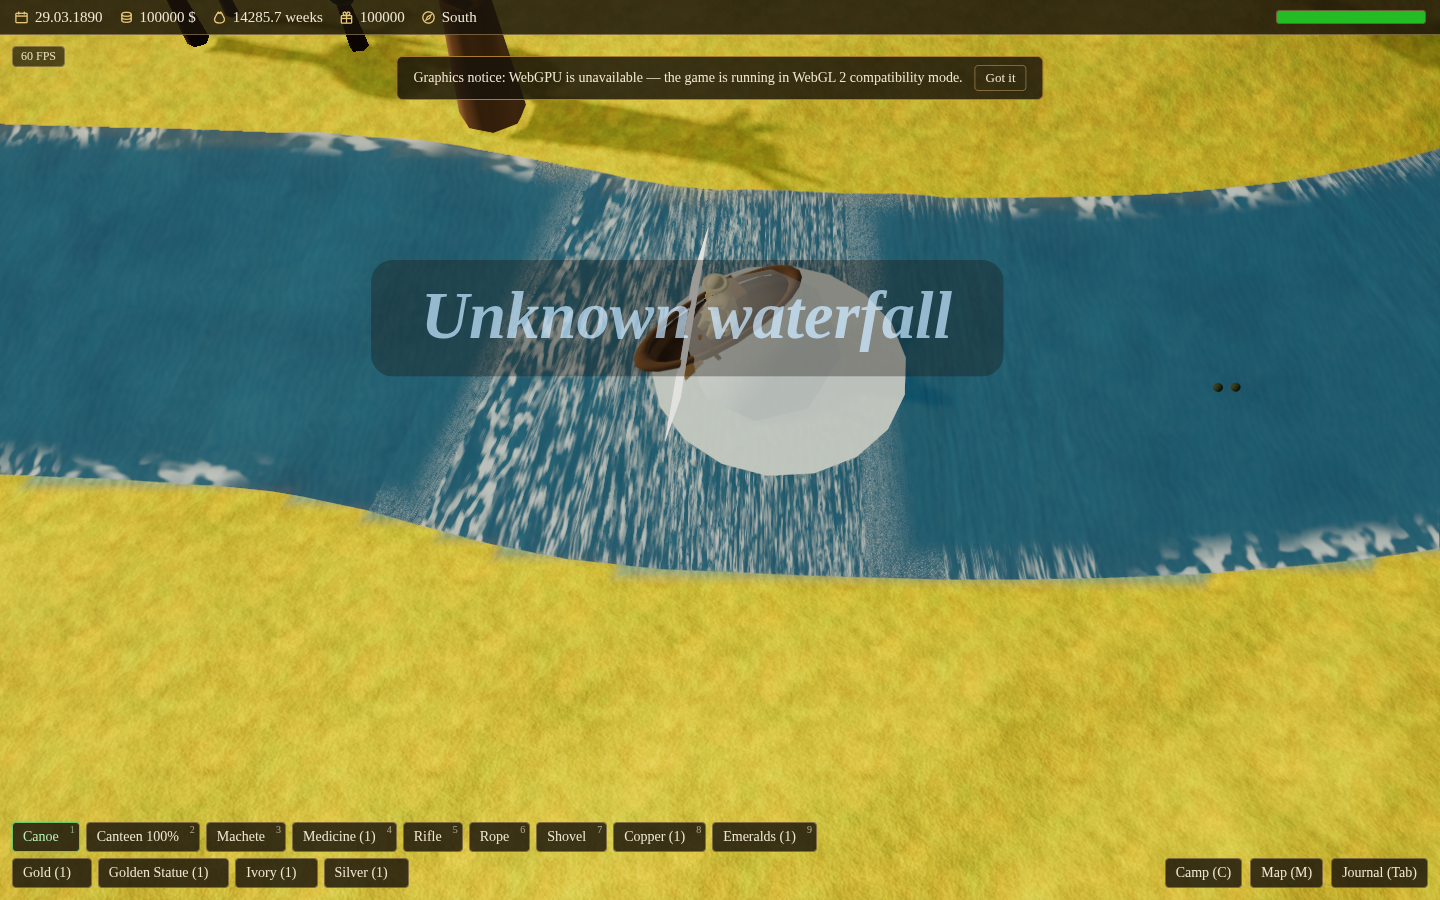 29.03.1890 100000 $ 14285.7 weeks 100000 South
60 FPS
Graphics notice: WebGPU is unavailable — the game is running in WebGL 2 compatibility mode. Got it
Unknown waterfall
Canoe 1 Canteen 100% 2 Machete 3 Medicine (1) 4 Rifle 5 Rope 6 Shovel 7 Copper (1) 8 Emeralds (1) 9
Gold (1) Golden Statue (1) Ivory (1) Silver (1) Camp (C) Map (M) Journal (Tab)